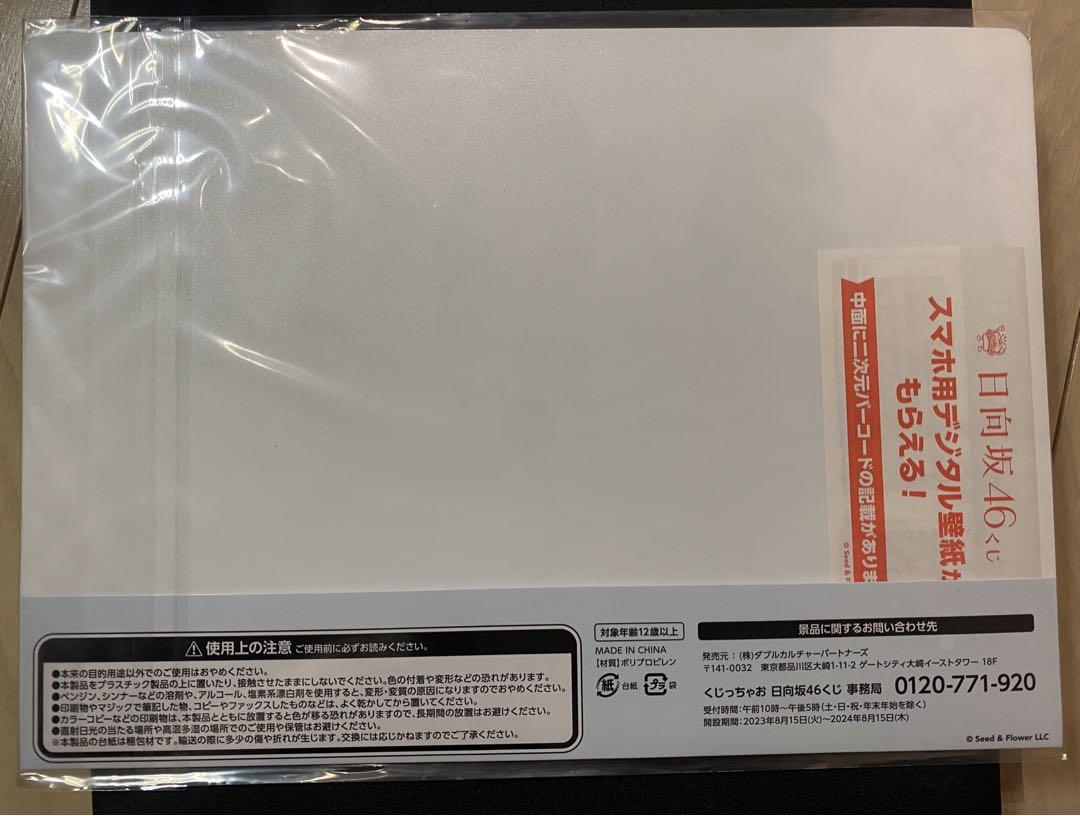 日向坂46くじ
スマホ用デジタル壁紙が
もらえる！
中面に二次元バーコードの記載がありま
© Seed & F
使用上の注意 ご使用前に必ずお読みください。
●本来の目的用途以外でのご使用はおやめください。
●本製品をプラスチック製品の上に置いたり、接触させたままにしないでください。色の付着や変形などの恐れがあります。
●ペンジン、シンナーなどの溶剤や、アルコール、塩素系漂白剤を使用すると、変形・変質の原因になりますのでおやめください。
●印刷物やマジックで筆記した物、コピーやファックスしたものなどは、よく乾かしてから置いてください。
●カラーコピーなどの印刷物は、本製品とともに放置すると色が移る恐れがありますので、長期間の放置はお避けください。
●直射日光の当たる場所や高温多湿の場所でのご使用や保管はお避けください。
※本製品の台紙は梱包材です。輸送の際に多少の傷や折れが生じます。交換には応じかねますのでご了承ください。
対象年齢12歳以上
MADE IN CHINA
【材質】ポリプロピレン
紙 台紙 プラ 袋
景品に関するお問い合わせ先
発売元：(株)ダブルカルチャーパートナーズ
〒141-0032 東京都品川区大崎1-11-2 ゲートシティ大崎イーストタワー 18F
くじっちゃお 日向坂46くじ 事務局 0120-771-920
受付時間：午前10時～午後5時(土・日・祝・年末年始を除く)
開設期間：2023年8月15日(火)～2024年8月15日(木)
© Seed & Flower LLC